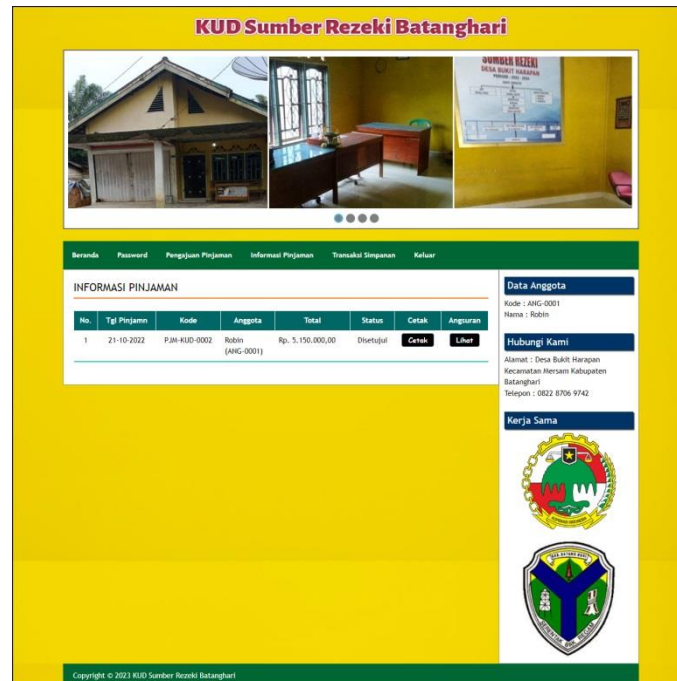 KUD Sumber Rezeki Batanghari
SUMBER REZEKI
DESA BUKIT HARAPAN
Beranda Password Pengajuan Pinjaman Informasi Pinjaman Transaksi Simpanan Keluar
INFORMASI PINJAMAN
No. Tgl Pinjamn Kode Anggota Total Status Cetak Angsuran
1 21-10-2022 PJM-KUD-0002 Robin Rp. 5.150.000,00 Disetujui Cetak Lihat
(ANG-0001)
Data Anggota
Kode : ANG-0001
Nama : Robin
Hubungi Kami
Alamat : Desa Bukit Harapan
Kecamatan Mersam Kabupaten
Batanghari
Telepon : 0822 8706 9742
Kerja Sama
Copyright © 2023 KUD Sumber Rezeki Batanghari